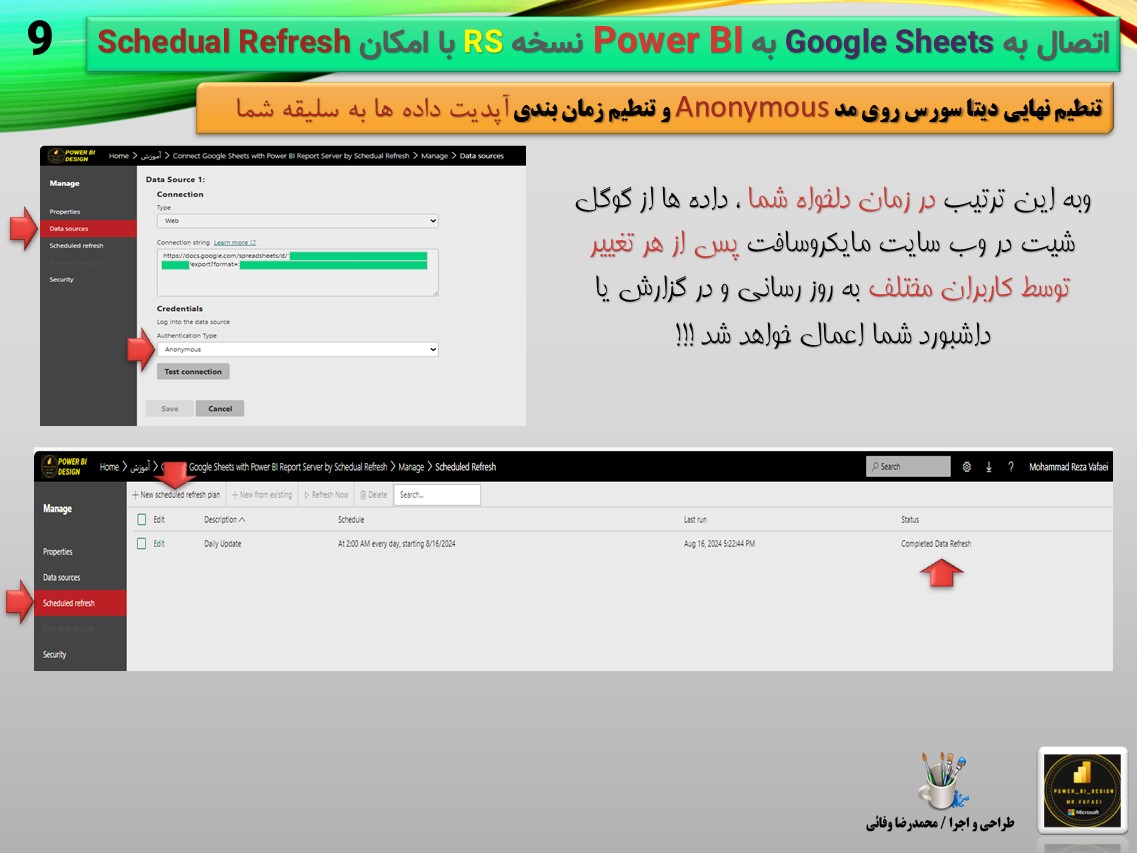 9
اتصال به Google Sheets به Power BI نسخه RS با امکان Schedual Refresh
تنظیم نهایی دیتا سورس روی مد Anonymous و تنظیم زمان بندی آپدیت داده ها به سلیقه شما
POWER BI
DESIGN
Home > آموزش > Connect Google Sheets with Power BI Report Server by Schedual Refresh > Manage > Data sources
Manage
Properties
Data sources
Scheduled refresh
Row-level security
Security
Data Source 1:
Connection
Type
Web
Connection string Learn more
https://docs.google.com/spreadsheets/d/
/export?format=
Credentials
Log into the data source
Authentication Type
Anonymous
Test connection
Save Cancel
وبه این ترتیب در زمان دلخواه شما ، داده ها از گوگل
شیت در وب سایت مایکروسافت پس از هر تغییر
توسط کاربران مختلف به روز رسانی و در گزارش یا
داشبورد شما اعمال خواهد شد !!!
POWER BI
DESIGN
Home > آموزش > Google Sheets with Power BI Report Server by Schedual Refresh > Manage > Scheduled Refresh
Search
? Mohammad Reza Vafaei
Manage
Properties
Data sources
Scheduled refresh
Row-level security
Security
+ New scheduled refresh plan + New from existing Refresh Now Delete Search...
Edit Description Schedule Last run Status
Edit Daily Update At 2:00 AM every day, starting 8/16/2024 Aug 16, 2024 5:22:44 PM Completed Data Refresh
طراحی و اجرا / محمدرضا وفائی
POWER_BI_DESIGN
MR.VAFAEI
Microsoft